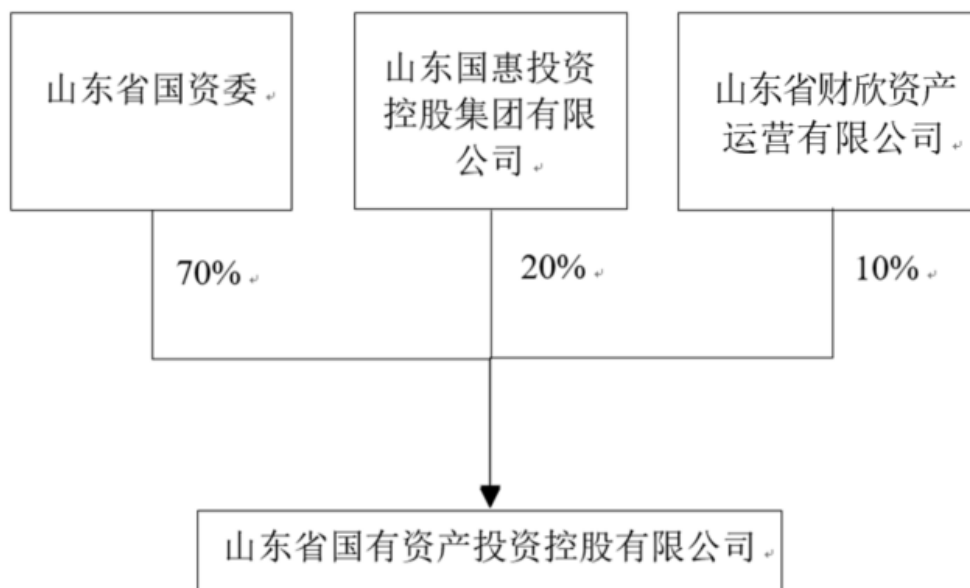 山东省国资委
山东国惠投资
控股集团有限
公司
山东省财欣资产
运营有限公司
70%
20%
10%
山东省国有资产投资控股有限公司